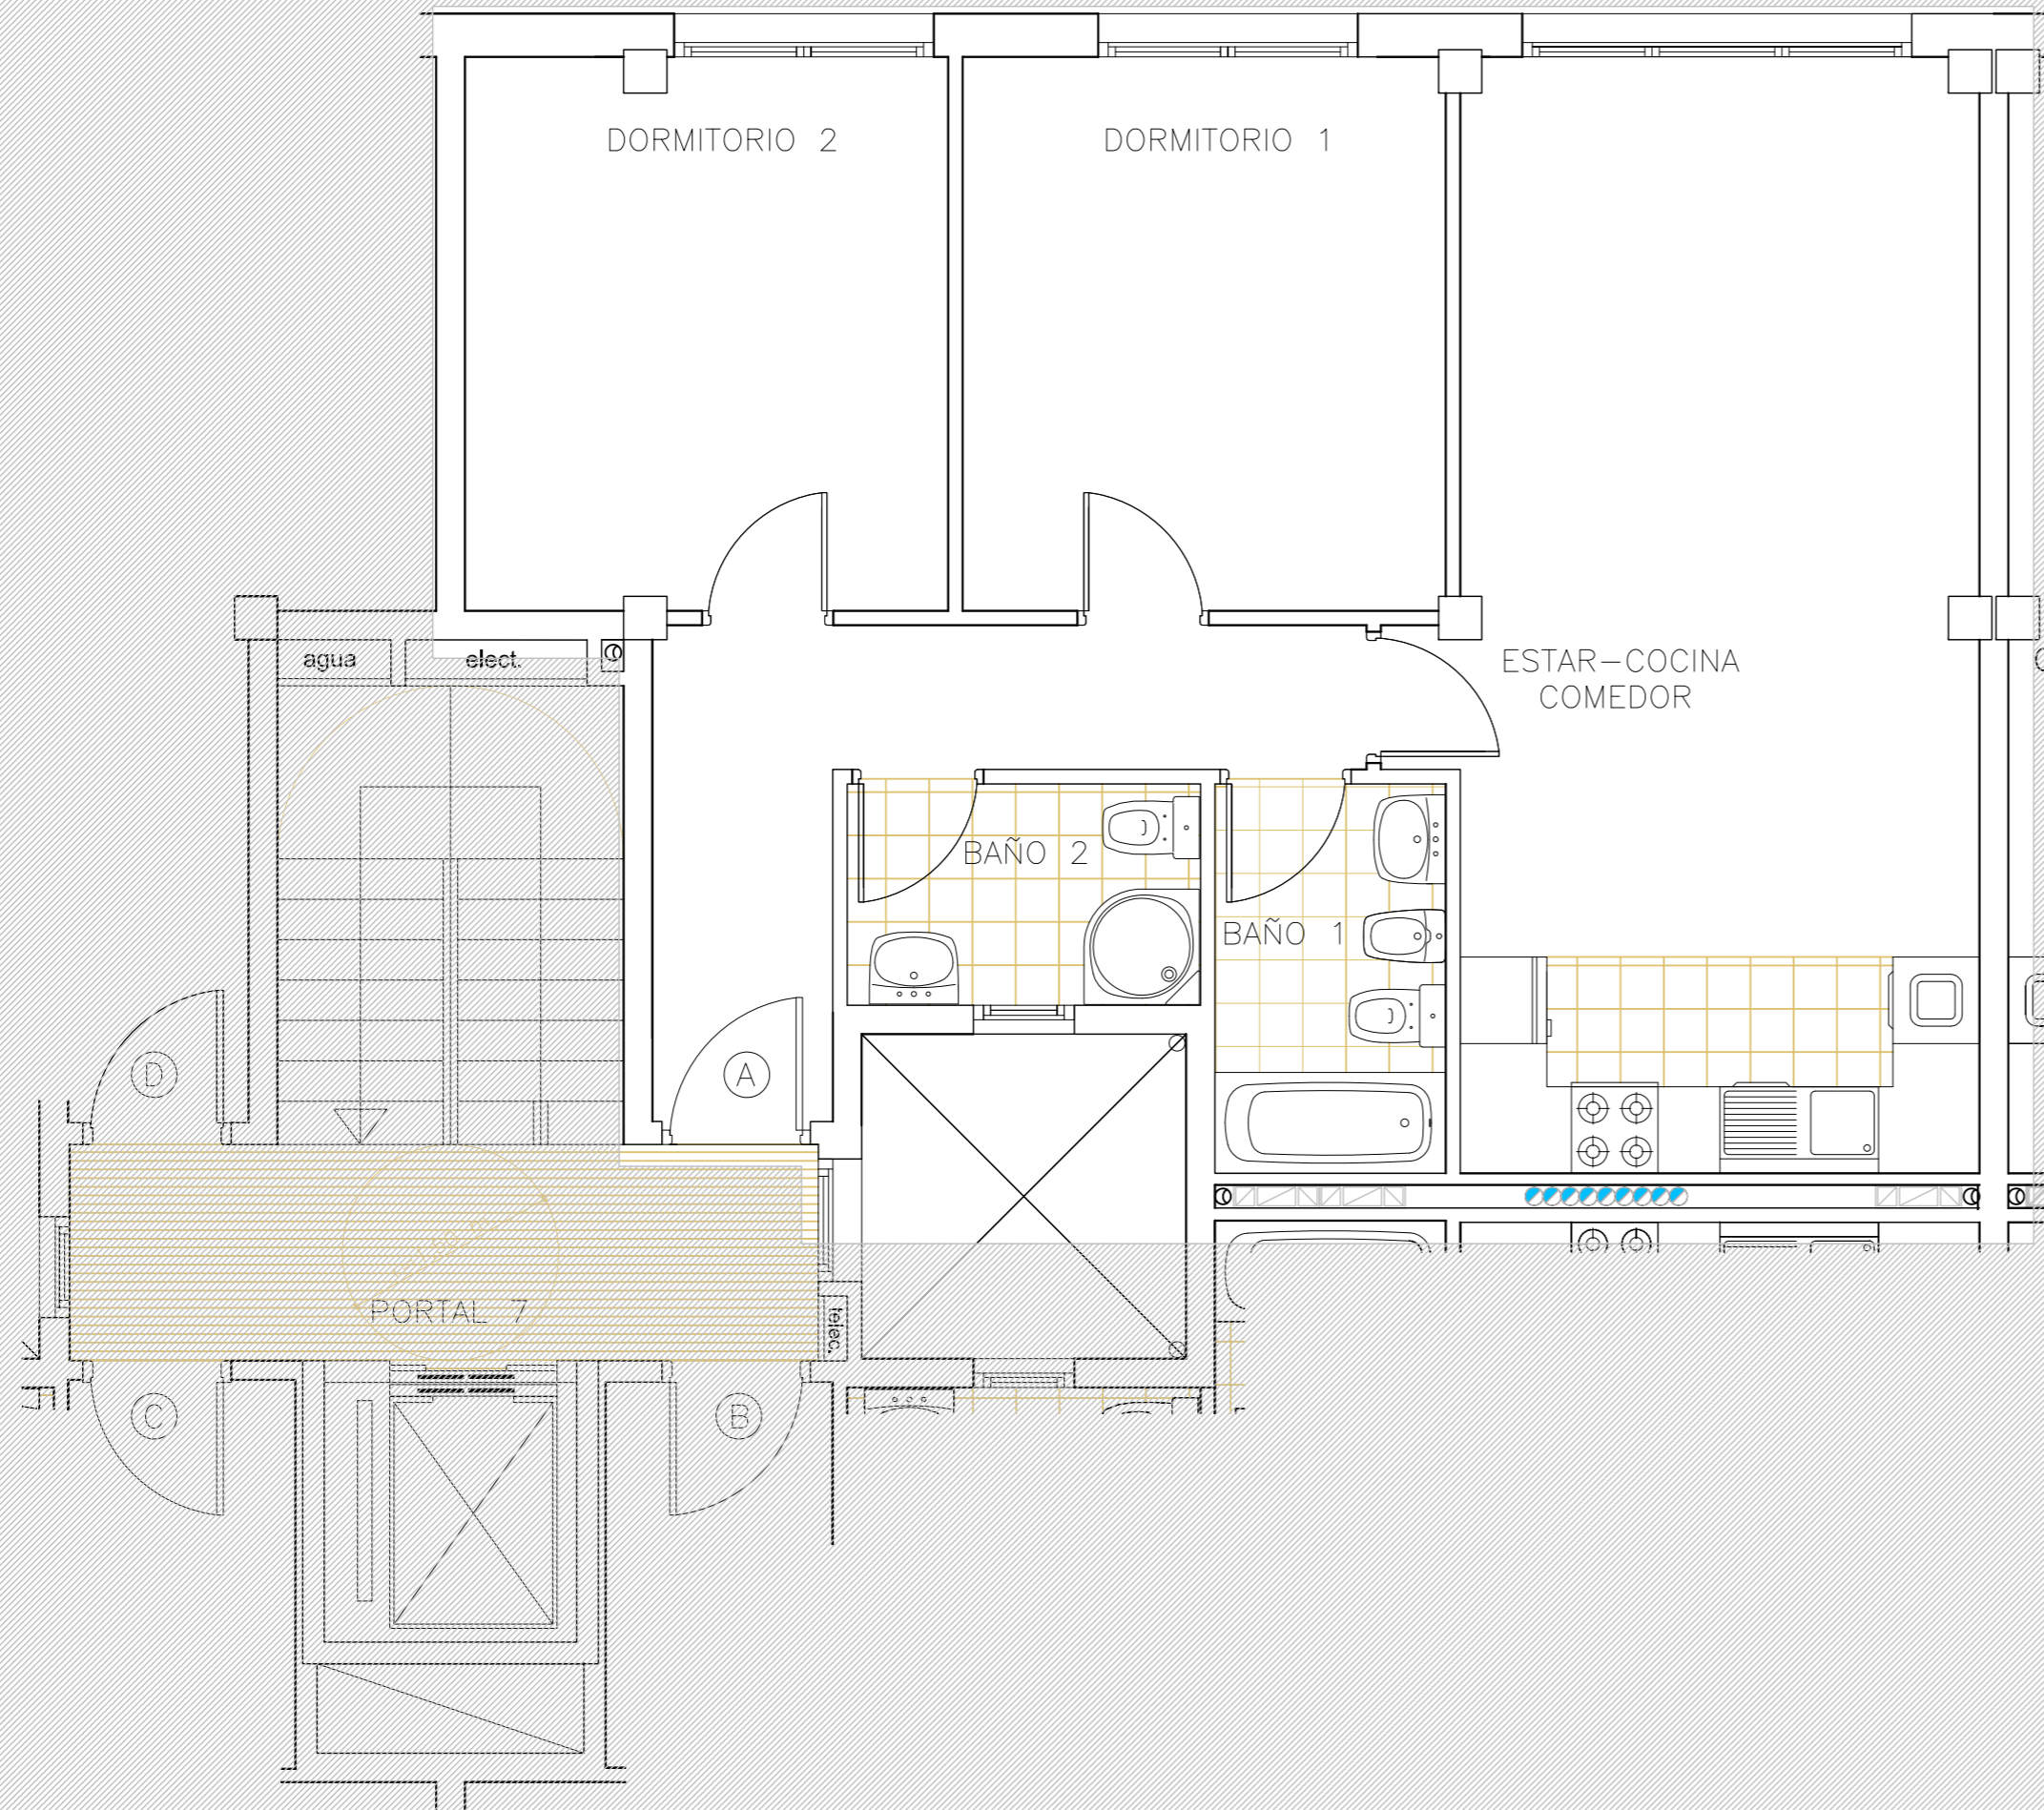 DORMITORIO 2
DORMITORIO 1
agua
elect.
ESTAR-COCINA
COMEDOR
BAÑO 2
BAÑO 1
D
A
PORTAL 7
telec.
C
B